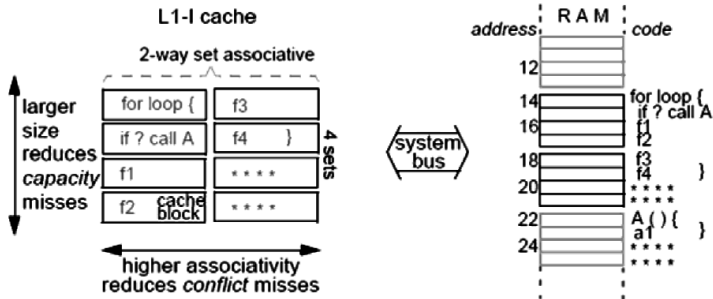 L1-I cache
2-way set associative
larger
size
reduces
capacity
misses
for loop { f3
if ? call A f4 }
f1 * * * *
f2 cache block * * * *
4 sets
higher associativity
reduces conflict misses
system
bus
R A M
address code
12
14 for loop {
if ? call A
16 f1
f2
18 f3
f4 }
20 * * * *
* * * *
22 A ( ) {
a1 }
24 * * * *
* * * *